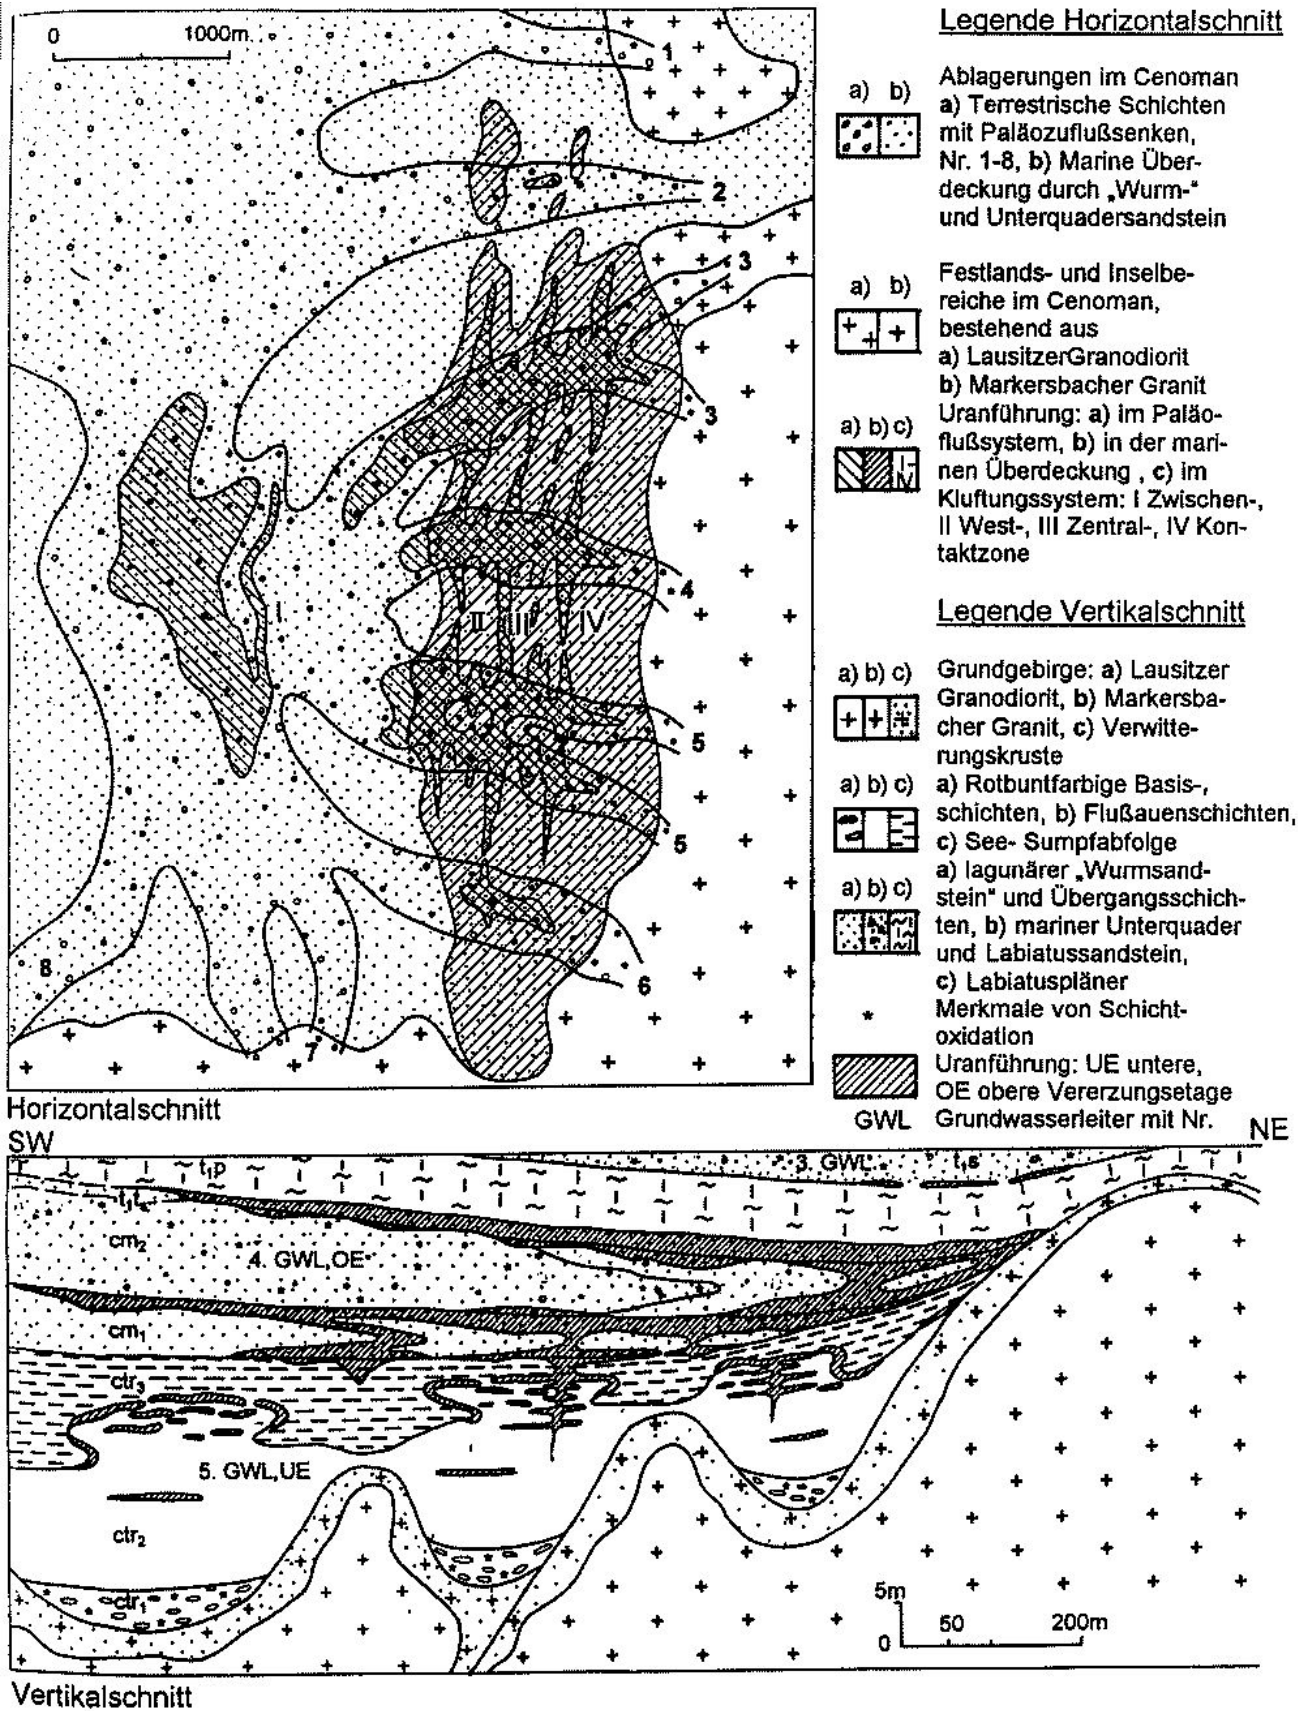 0 1000m
1
2
3
3
4
5
5
6
7
8
I
II III IV
Horizontalschnitt
Legende Horizontalschnitt
a) b)
Ablagerungen im Cenoman
a) Terrestrische Schichten
mit Paläozuflußsenken,
Nr. 1-8, b) Marine Über-
deckung durch „Wurm-“
und Unterquadersandstein
a) b)
Festlands- und Inselbe-
reiche im Cenoman,
bestehend aus
a) LausitzerGranodiorit
b) Markersbacher Granit
a) b) c)
I-
IV
Uranführung: a) im Paläo-
flußsystem, b) in der mari-
nen Überdeckung , c) im
Kluftungssystem: I Zwischen-,
II West-, III Zentral-, IV Kon-
taktzone
Legende Vertikalschnitt
a) b) c)
Grundgebirge: a) Lausitzer
Granodiorit, b) Markersba-
cher Granit, c) Verwitte-
rungskruste
a) b) c)
a) Rotbuntfarbige Basis-,
schichten, b) Flußauenschichten,
c) See- Sumpfabfolge
a) b) c)
a) lagunärer „Wurmsand-
stein“ und Übergangsschich-
ten, b) mariner Unterquader
und Labiatussandstein,
c) Labiatuspläner
* Merkmale von Schicht-
oxidation
Uranführung: UE untere,
OE obere Vererzungsetage
GWL Grundwasserleiter mit Nr.
SW NE
t₁p 3. GWL t₁s
cm₂ 4. GWL,OE
cm₁
ctr₃
5. GWL,UE
ctr₂
ctr₁
5m
0 50 200m
Vertikalschnitt